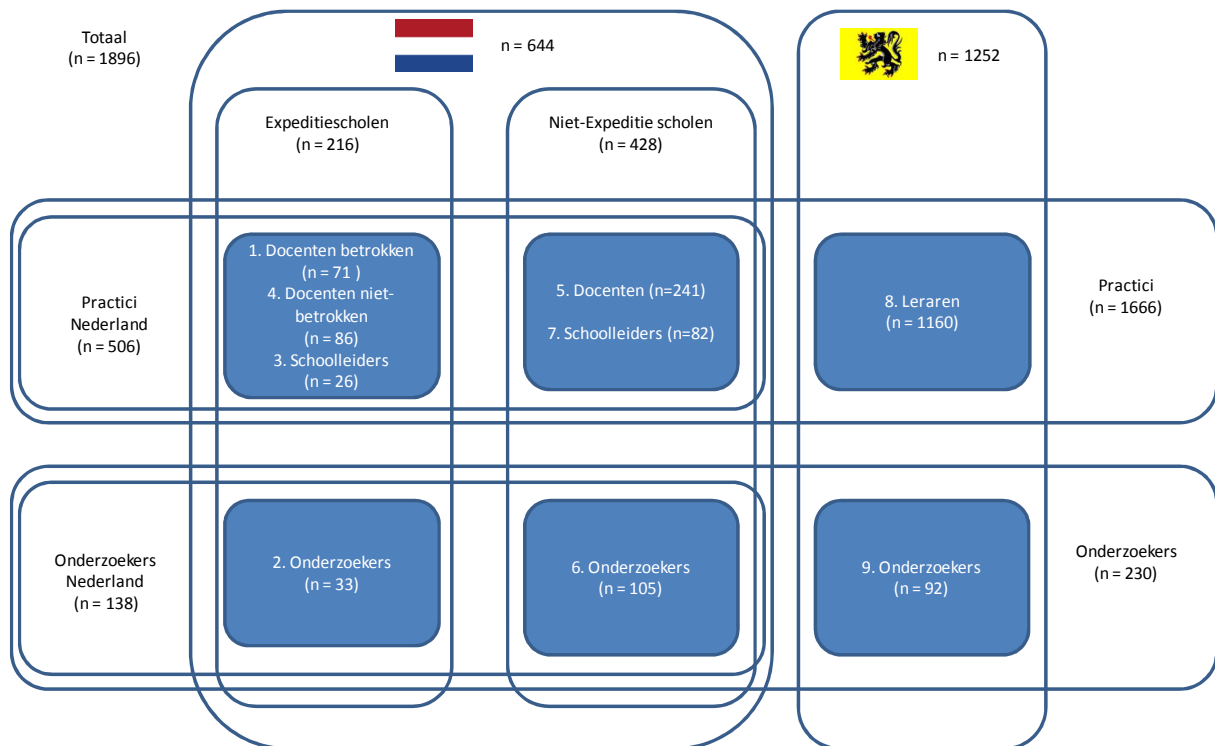 Totaal
(n = 1896)
n = 644
n = 1252
Expeditiescholen
(n = 216)
Niet-Expeditie scholen
(n = 428)
Practici
Nederland
(n = 506)
1. Docenten betrokken
(n = 71 )
4. Docenten niet-
betrokken
(n = 86)
3. Schoolleiders
(n = 26)
5. Docenten (n=241)
7. Schoolleiders (n=82)
8. Leraren
(n = 1160)
Practici
(n = 1666)
Onderzoekers
Nederland
(n = 138)
2. Onderzoekers
(n = 33)
6. Onderzoekers
(n = 105)
9. Onderzoekers
(n = 92)
Onderzoekers
(n = 230)